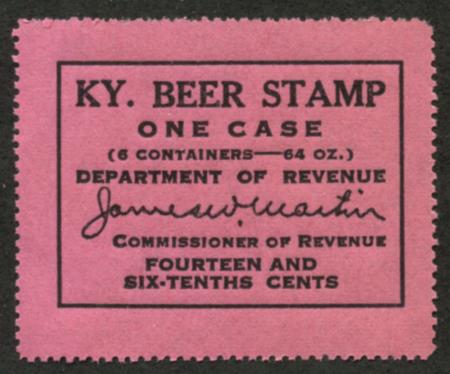 KY. BEER STAMP
ONE CASE
(6 CONTAINERS—64 OZ.)
DEPARTMENT OF REVENUE
James W. Martin
COMMISSIONER OF REVENUE
FOURTEEN AND
SIX-TENTHS CENTS